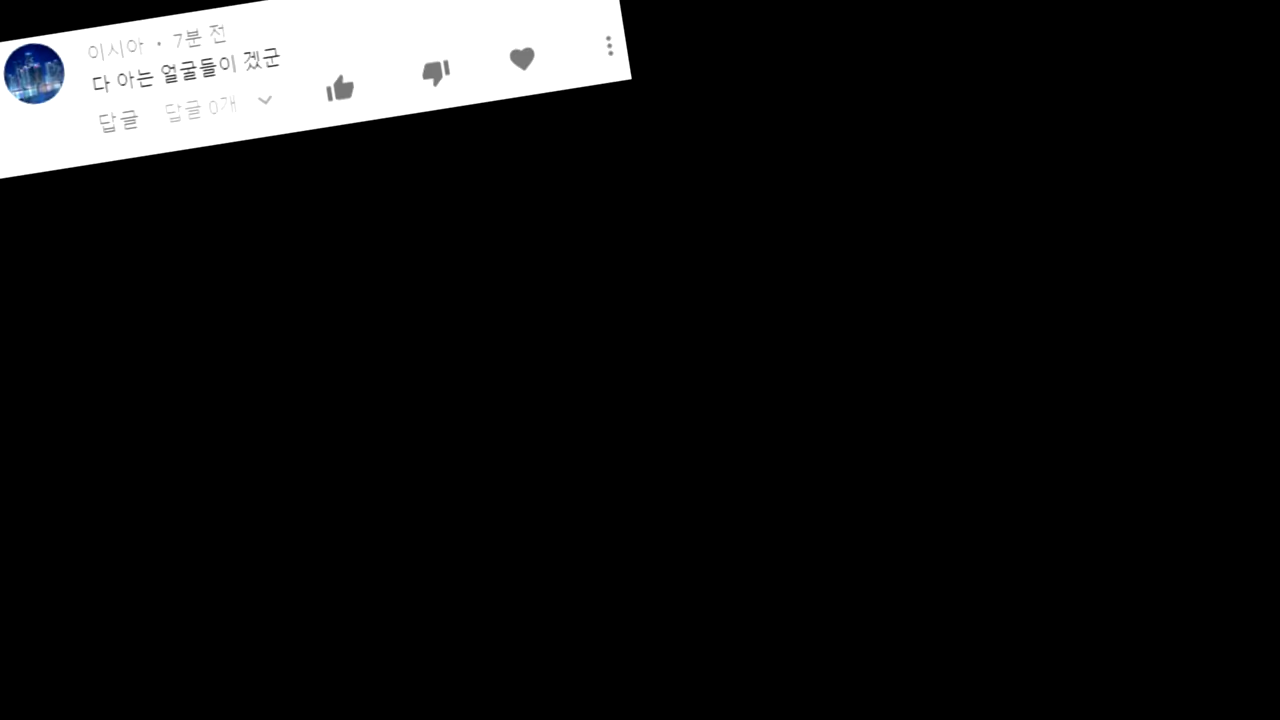 이시아 · 7분 전
다 아는 얼굴들이 겠군
답글 답글 0개